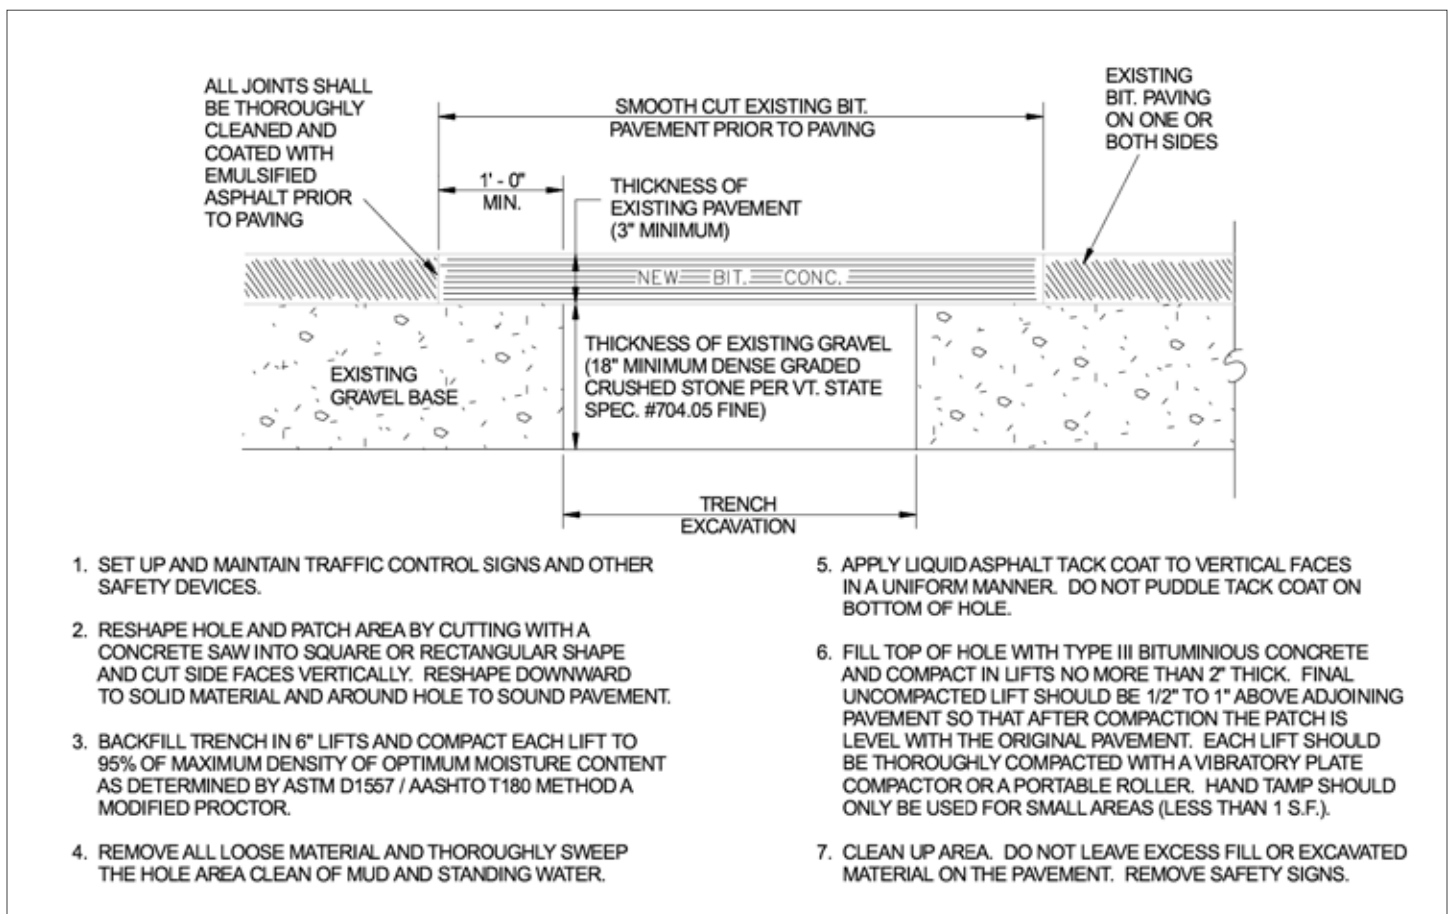 ALL JOINTS SHALL
BE THOROUGHLY
CLEANED AND
COATED WITH
EMULSIFIED
ASPHALT PRIOR
TO PAVING
SMOOTH CUT EXISTING BIT.
PAVEMENT PRIOR TO PAVING
EXISTING
BIT. PAVING
ON ONE OR
BOTH SIDES
1' - 0"
MIN.
THICKNESS OF
EXISTING PAVEMENT
(3" MINIMUM)
NEW BIT. CONC.
EXISTING
GRAVEL BASE
THICKNESS OF EXISTING GRAVEL
(18" MINIMUM DENSE GRADED
CRUSHED STONE PER VT. STATE
SPEC. #704.05 FINE)
TRENCH
EXCAVATION
1. SET UP AND MAINTAIN TRAFFIC CONTROL SIGNS AND OTHER
SAFETY DEVICES.
2. RESHAPE HOLE AND PATCH AREA BY CUTTING WITH A
CONCRETE SAW INTO SQUARE OR RECTANGULAR SHAPE
AND CUT SIDE FACES VERTICALLY. RESHAPE DOWNWARD
TO SOLID MATERIAL AND AROUND HOLE TO SOUND PAVEMENT.
3. BACKFILL TRENCH IN 6" LIFTS AND COMPACT EACH LIFT TO
95% OF MAXIMUM DENSITY OF OPTIMUM MOISTURE CONTENT
AS DETERMINED BY ASTM D1557 / AASHTO T180 METHOD A
MODIFIED PROCTOR.
4. REMOVE ALL LOOSE MATERIAL AND THOROUGHLY SWEEP
THE HOLE AREA CLEAN OF MUD AND STANDING WATER.
5. APPLY LIQUID ASPHALT TACK COAT TO VERTICAL FACES
IN A UNIFORM MANNER. DO NOT PUDDLE TACK COAT ON
BOTTOM OF HOLE.
6. FILL TOP OF HOLE WITH TYPE III BITUMINIOUS CONCRETE
AND COMPACT IN LIFTS NO MORE THAN 2" THICK. FINAL
UNCOMPACTED LIFT SHOULD BE 1/2" TO 1" ABOVE ADJOINING
PAVEMENT SO THAT AFTER COMPACTION THE PATCH IS
LEVEL WITH THE ORIGINAL PAVEMENT. EACH LIFT SHOULD
BE THOROUGHLY COMPACTED WITH A VIBRATORY PLATE
COMPACTOR OR A PORTABLE ROLLER. HAND TAMP SHOULD
ONLY BE USED FOR SMALL AREAS (LESS THAN 1 S.F.).
7. CLEAN UP AREA. DO NOT LEAVE EXCESS FILL OR EXCAVATED
MATERIAL ON THE PAVEMENT. REMOVE SAFETY SIGNS.